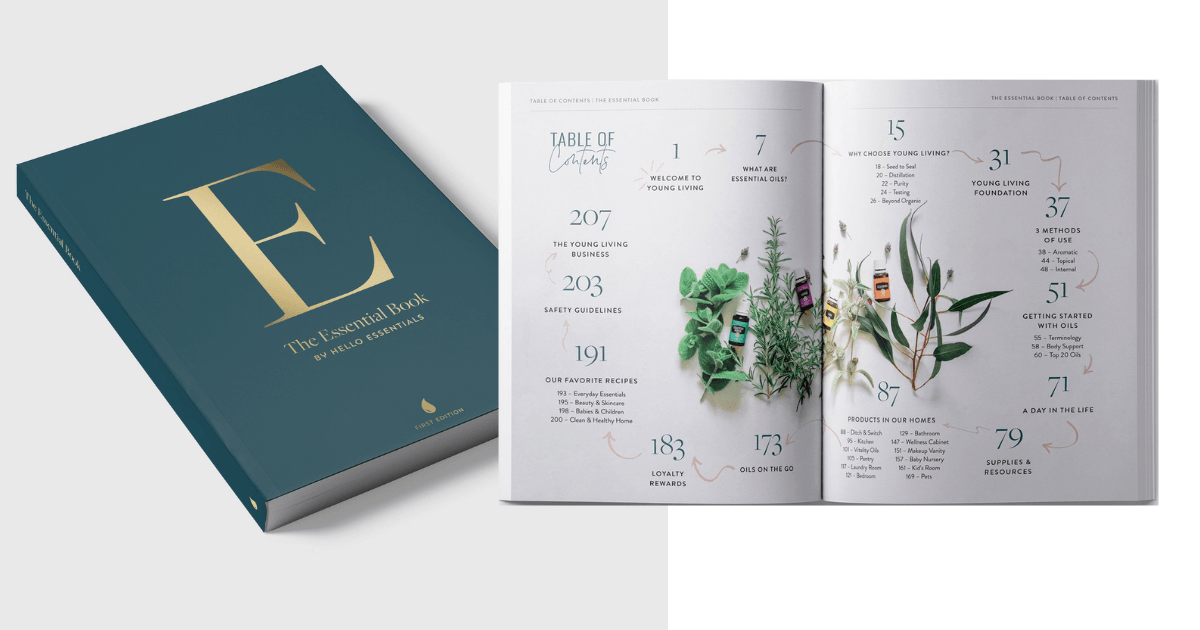 The Essential Book
E
The Essential Book
BY HELLO ESSENTIALS
FIRST EDITION
TABLE OF CONTENTS | THE ESSENTIAL BOOK
TABLE OF
Contents
1
WELCOME TO
YOUNG LIVING
7
WHAT ARE
ESSENTIAL OILS?
207
THE YOUNG LIVING
BUSINESS
203
SAFETY GUIDELINES
191
OUR FAVORITE RECIPES
193 – Everyday Essentials
195 – Beauty & Skincare
198 – Babies & Children
200 – Clean & Healthy Home
183
LOYALTY
REWARDS
173
OILS ON THE GO
THE ESSENTIAL BOOK | TABLE OF CONTENTS
15
WHY CHOOSE YOUNG LIVING?
18 – Seed to Seal
20 – Distillation
22 – Purity
24 – Testing
26 – Beyond Organic
31
YOUNG LIVING
FOUNDATION
37
3 METHODS
OF USE
38 – Aromatic
44 – Topical
48 – Internal
51
GETTING STARTED
WITH OILS
55 – Terminology
58 – Body Support
60 – Top 20 Oils
71
A DAY IN THE LIFE
79
SUPPLIES &
RESOURCES
87
PRODUCTS IN OUR HOMES
88 – Ditch & Switch
95 – Kitchen
101 – Vitality Oils
105 – Pantry
117 – Laundry Room
121 – Bedroom
129 – Bathroom
147 – Wellness Cabinet
151 – Makeup Vanity
157 – Baby Nursery
161 – Kid's Room
169 – Pets